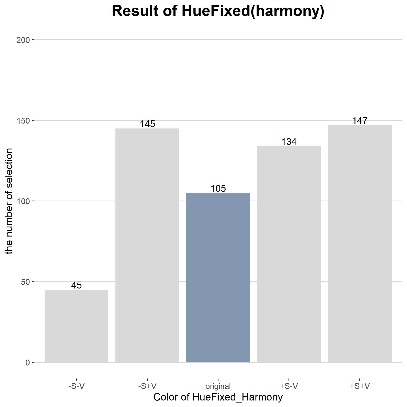 Result of HueFixed(harmony)
200
150
100
50
0
the number of selection
45
145
105
134
147
-S-V
-S+V
original
+S-V
+S+V
Color of HueFixed_Harmony